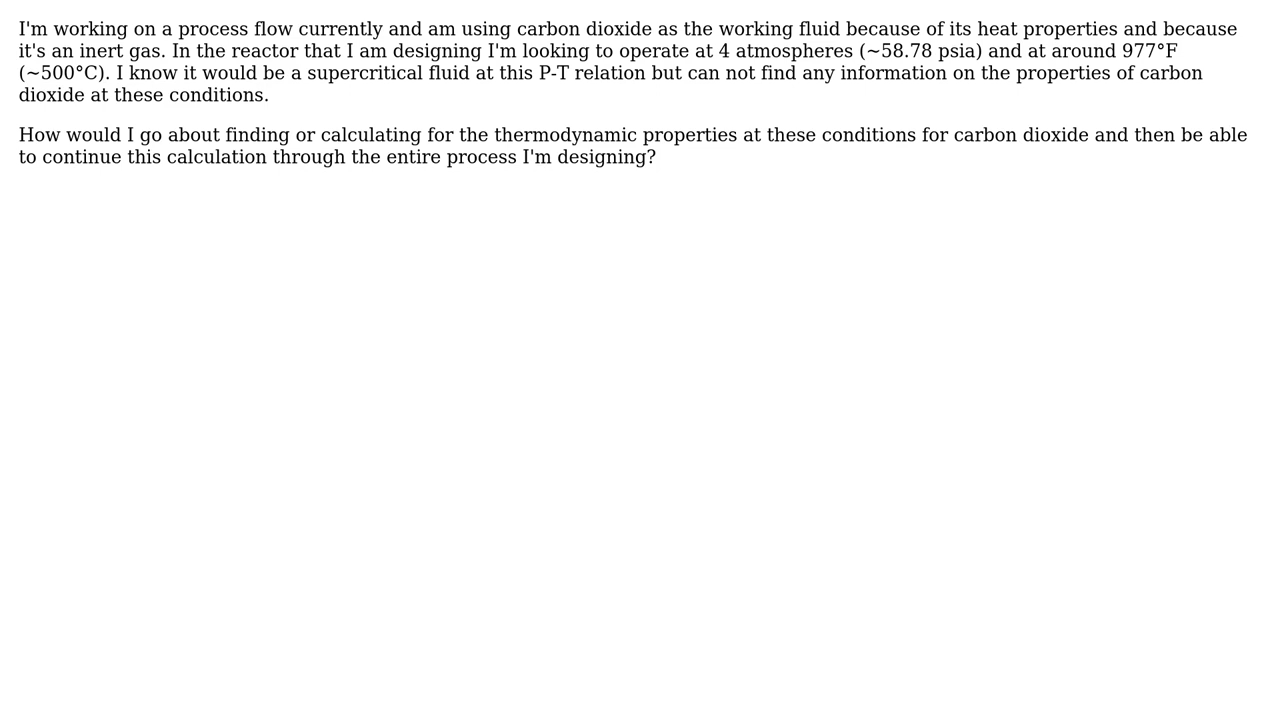 I'm working on a process flow currently and am using carbon dioxide as the working fluid because of its heat properties and because
it's an inert gas. In the reactor that I am designing I'm looking to operate at 4 atmospheres (~58.78 psia) and at around 977°F
(~500°C). I know it would be a supercritical fluid at this P-T relation but can not find any information on the properties of carbon
dioxide at these conditions.
How would I go about finding or calculating for the thermodynamic properties at these conditions for carbon dioxide and then be able
to continue this calculation through the entire process I'm designing?